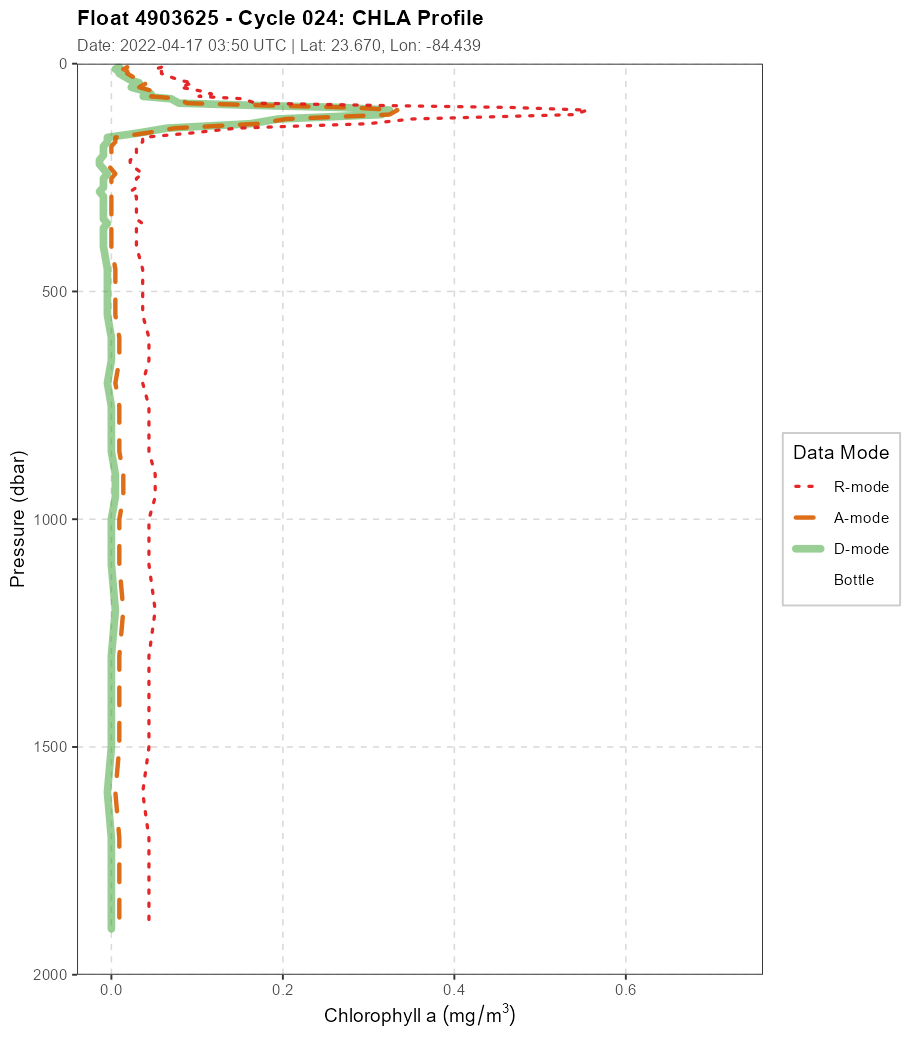 Float 4903625 - Cycle 024: CHLA Profile
Date: 2022-04-17 03:50 UTC | Lat: 23.670, Lon: -84.439
0
500
1000
1500
2000
Pressure (dbar)
0.0 0.2 0.4 0.6
Chlorophyll a (mg/m³)
Data Mode
R-mode
A-mode
D-mode
Bottle